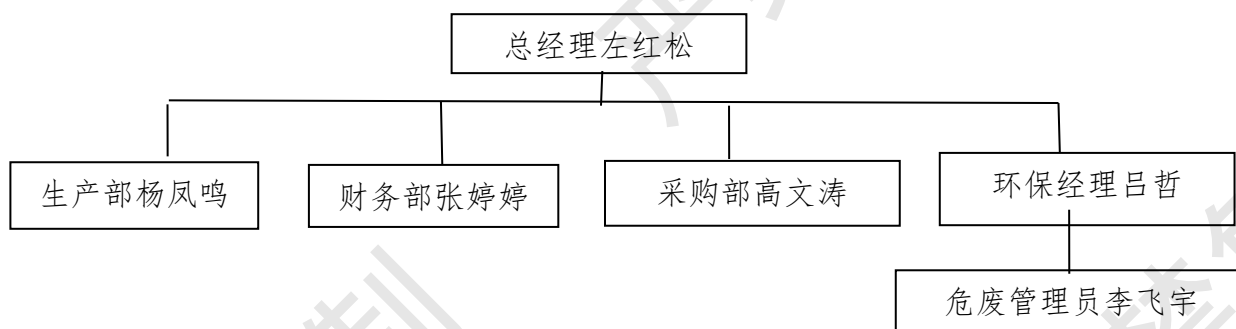 总经理左红松
生产部杨凤鸣
财务部张婷婷
采购部高文涛
环保经理吕哲
危废管理员李飞宇